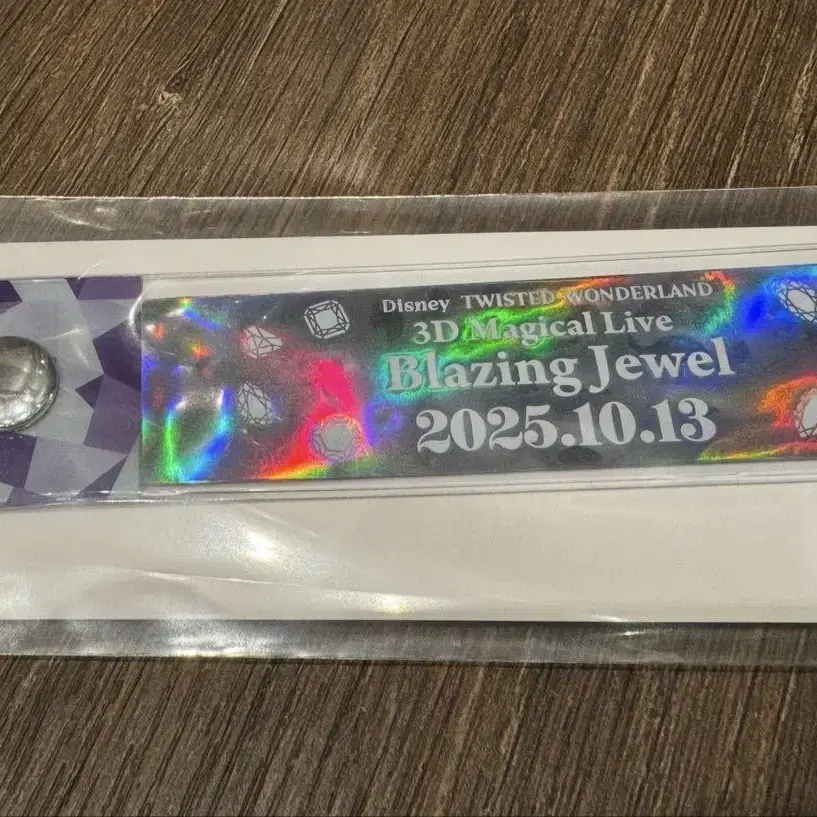 Disney TWISTED-WONDERLAND
3D Magical Live
Blazing Jewel
2025.10.13